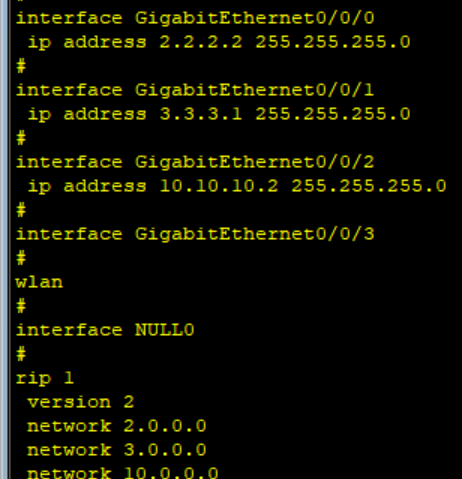 interface GigabitEthernet0/0/0
ip address 2.2.2.2 255.255.255.0
#
interface GigabitEthernet0/0/1
ip address 3.3.3.1 255.255.255.0
#
interface GigabitEthernet0/0/2
ip address 10.10.10.2 255.255.255.0
#
interface GigabitEthernet0/0/3
#
wlan
#
interface NULL0
#
rip 1
version 2
network 2.0.0.0
network 3.0.0.0
network 10.0.0.0